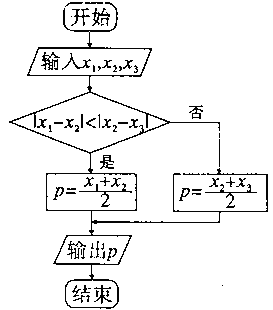 开始
输入x₁,x₂,x₃
|x₁−x₂|<|x₂−x₃|
否
是
p=(x₁+x₂)/2
p=(x₂+x₃)/2
输出p
结束